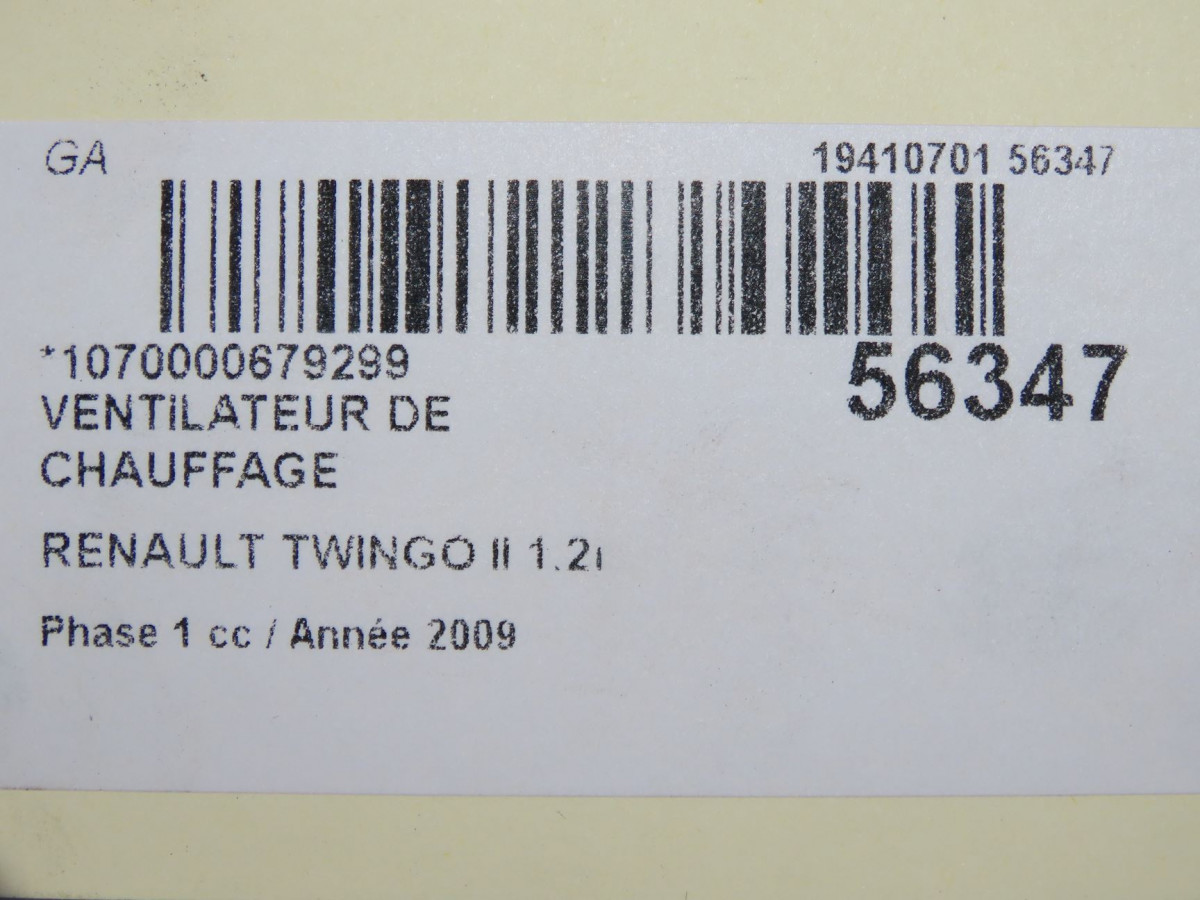 GA
19410701 56347
*1070000679299
56347
VENTILATEUR DE
CHAUFFAGE
RENAULT TWINGO II 1.2i
Phase 1 cc / Année 2009